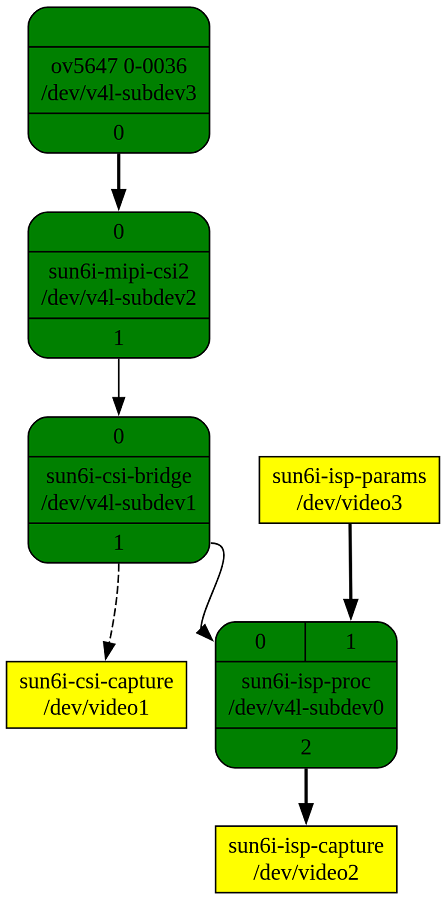 ov5647 0-0036
/dev/v4l-subdev3
0
0
sun6i-mipi-csi2
/dev/v4l-subdev2
1
0
sun6i-csi-bridge
/dev/v4l-subdev1
1
sun6i-isp-params
/dev/video3
sun6i-csi-capture
/dev/video1
0 1
sun6i-isp-proc
/dev/v4l-subdev0
2
sun6i-isp-capture
/dev/video2